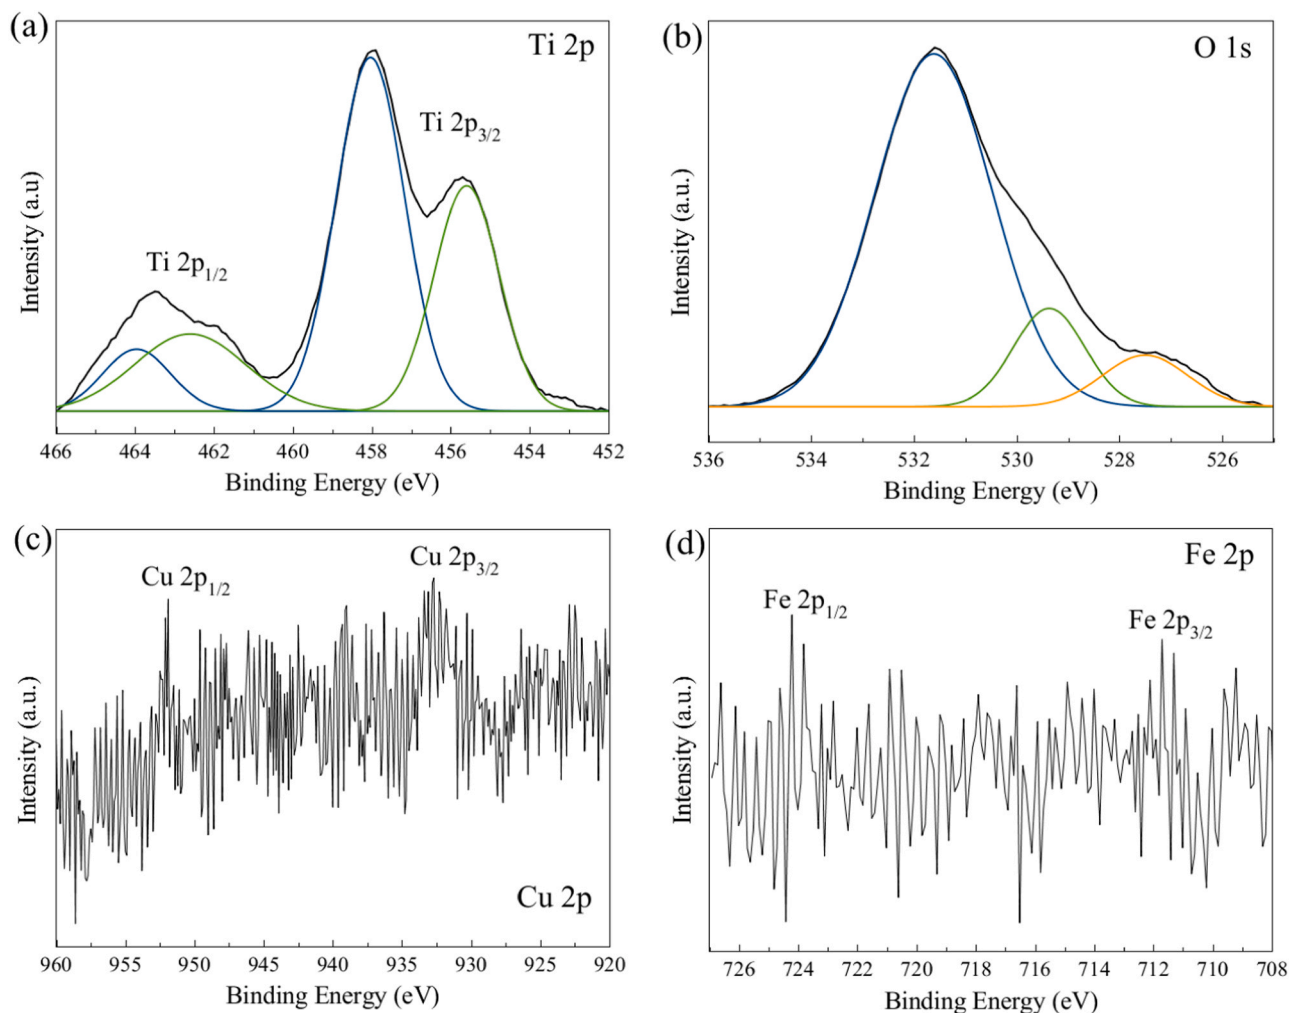 (a)
Ti 2p
Ti 2p3/2
Ti 2p1/2
Intensity (a.u)
466 464 462 460 458 456 454 452
Binding Energy (eV)
(b)
O 1s
Intensity (a.u.)
536 534 532 530 528 526
Binding Energy (eV)
(c)
Cu 2p3/2
Cu 2p1/2
Intensity (a.u.)
Cu 2p
960 955 950 945 940 935 930 925 920
Binding Energy (eV)
(d)
Fe 2p
Fe 2p1/2
Fe 2p3/2
Intensity (a.u.)
726 724 722 720 718 716 714 712 710 708
Binding Energy (eV)